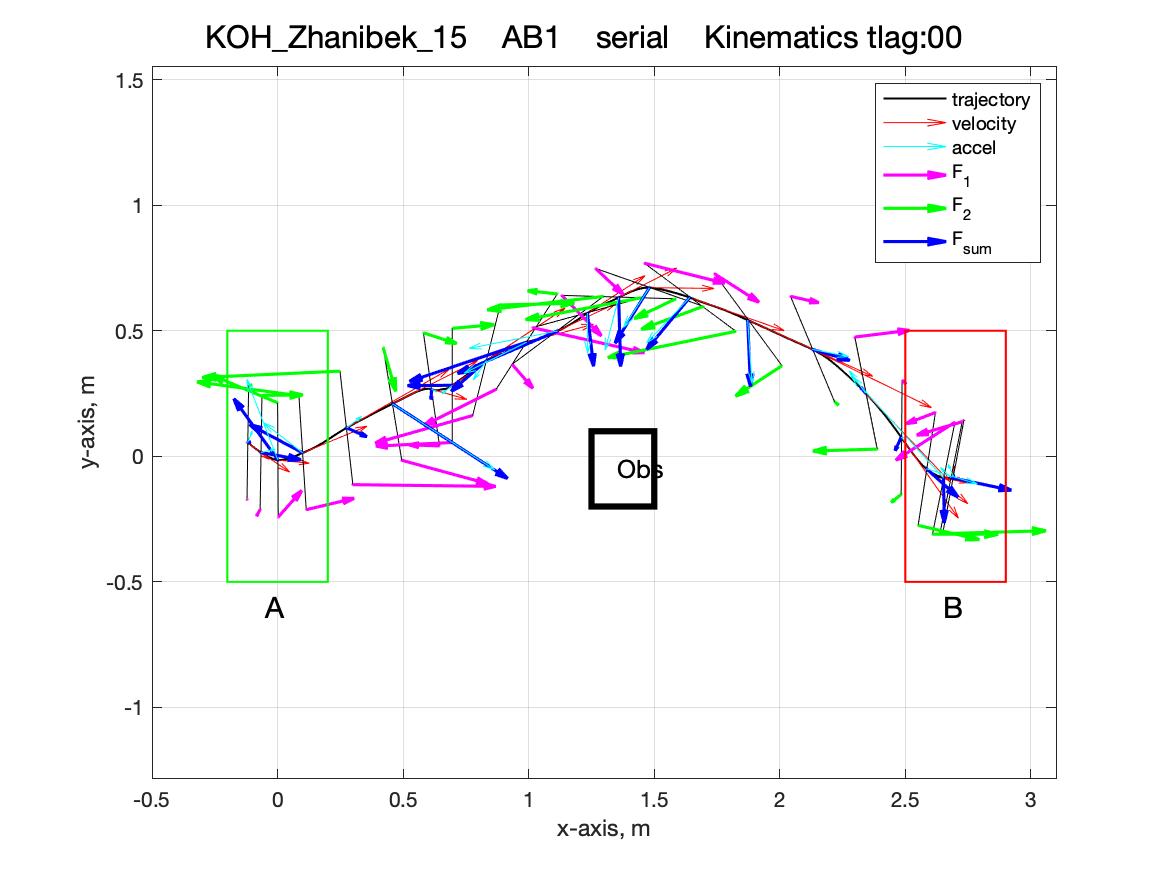 KOH_Zhanibek_15 AB1 serial Kinematics tlag:00
trajectory
velocity
accel
F1
F2
Fsum
1.5
1
0.5
0
-0.5
-1
y-axis, m
Obs
A
B
-0.5 0 0.5 1 1.5 2 2.5 3
x-axis, m